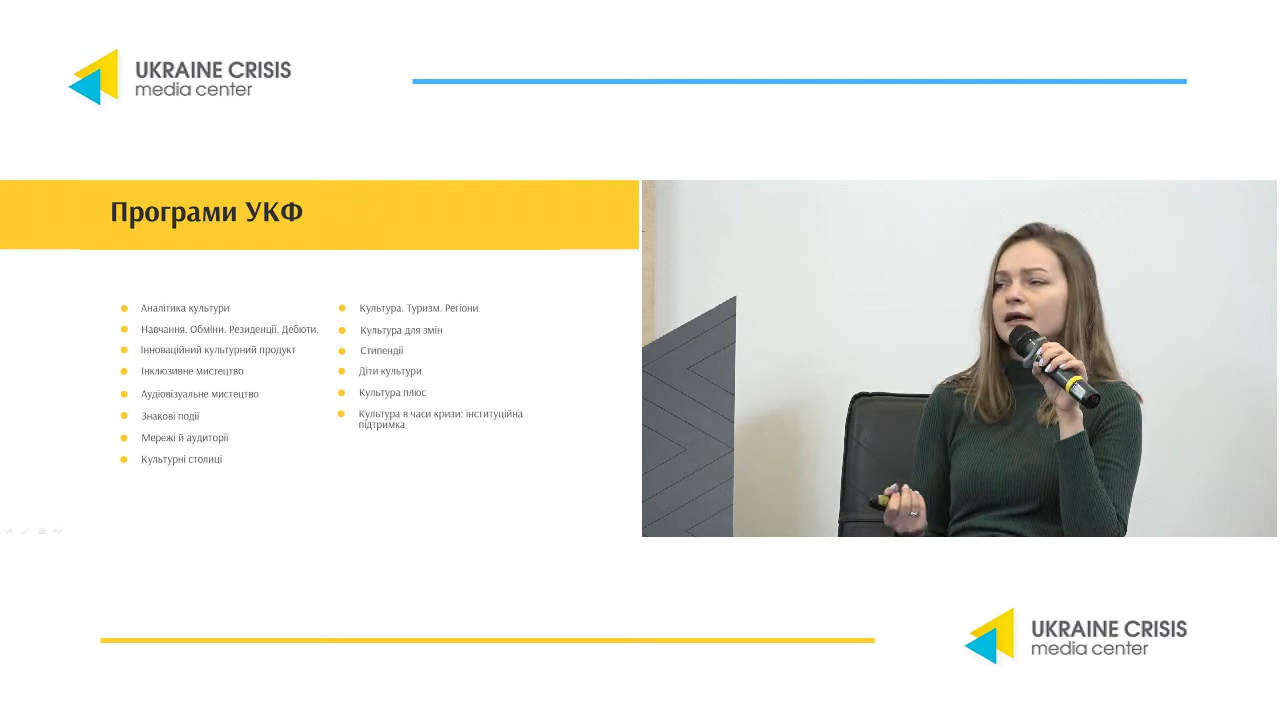 UKRAINE CRISIS
media center
Програми УКФ
Аналітика культури
Навчання. Обміни. Резиденції. Дебюти.
Інноваційний культурний продукт
Інклюзивне мистецтво
Аудіовізуальне мистецтво
Знакові події
Мережі й аудиторії
Культурні столиці
Культура. Туризм. Регіони
Культура для змін
Стипендії
Діти культури
Культура плюс
Культура в часи кризи: інституційна
підтримка
UKRAINE CRISIS
media center